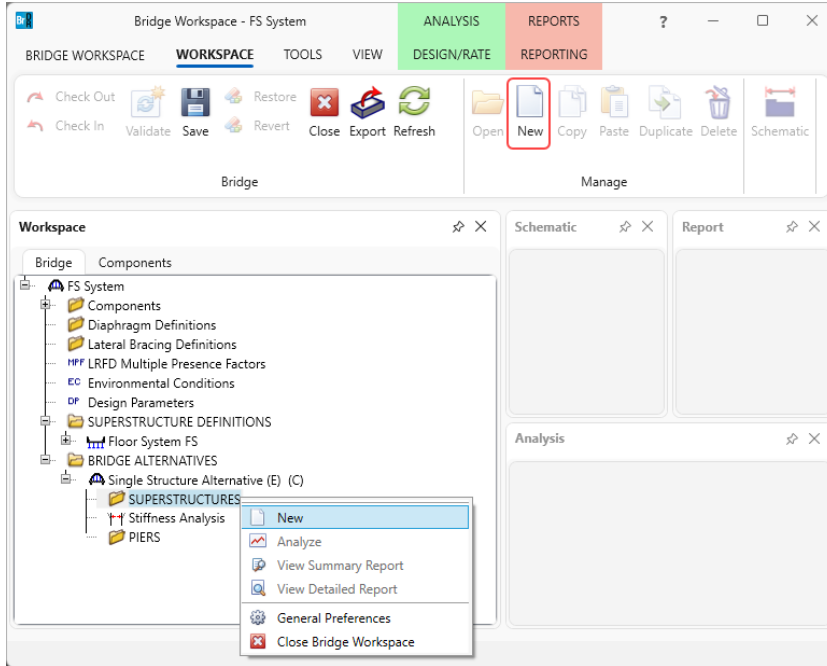 Br R
Bridge Workspace - FS System
ANALYSIS
REPORTS
?
BRIDGE WORKSPACE
WORKSPACE
TOOLS
VIEW
DESIGN/RATE
REPORTING
Check Out
Check In
Validate
Save
Restore
Revert
Close
Export
Refresh
Open
New
Copy
Paste
Duplicate
Delete
Schematic
Bridge
Manage
Workspace
Schematic
Report
Bridge
Components
FS System
Components
Diaphragm Definitions
Lateral Bracing Definitions
MPF LRFD Multiple Presence Factors
EC Environmental Conditions
DP Design Parameters
SUPERSTRUCTURE DEFINITIONS
Floor System FS
BRIDGE ALTERNATIVES
Single Structure Alternative (E) (C)
SUPERSTRUCTURES
Stiffness Analysis
PIERS
New
Analyze
View Summary Report
View Detailed Report
General Preferences
Close Bridge Workspace
Analysis